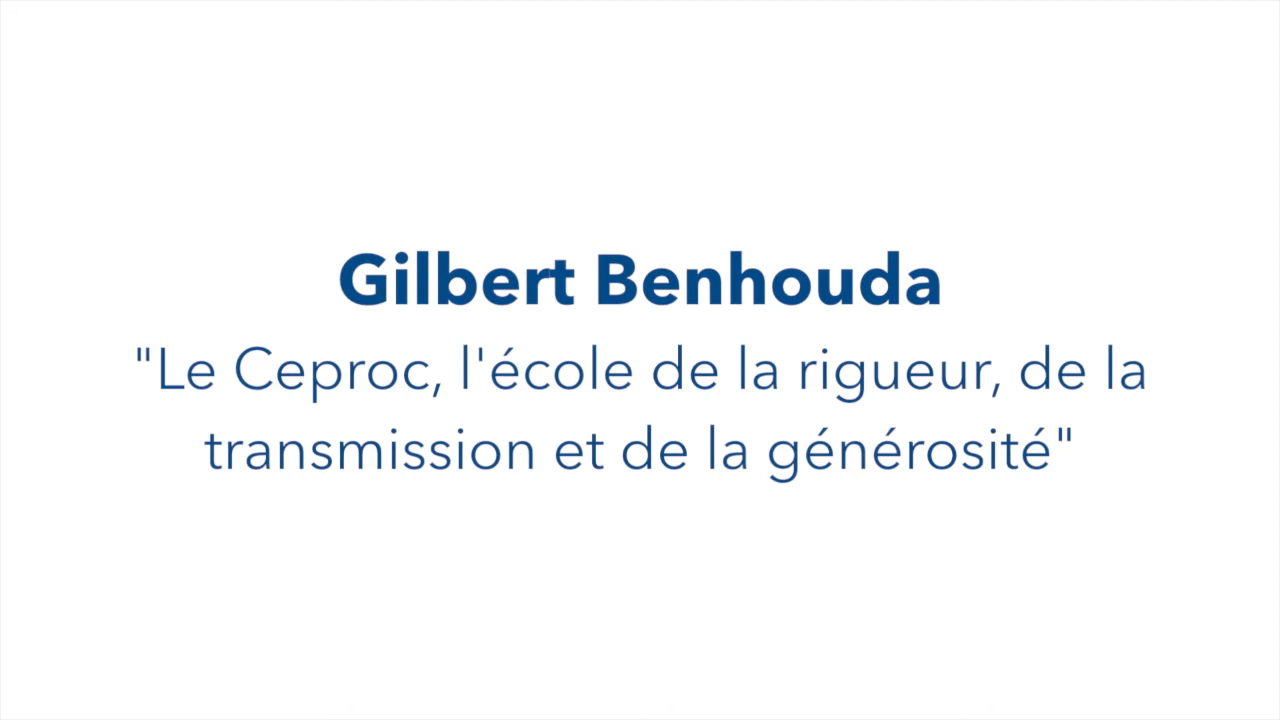 Gilbert Benhouda
"Le Ceproc, l'école de la rigueur, de la
transmission et de la générosité"